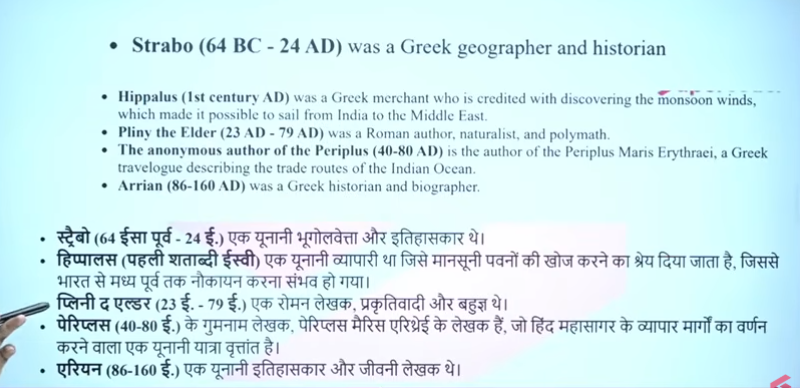 • Strabo (64 BC - 24 AD) was a Greek geographer and historian
• Hippalus (1st century AD) was a Greek merchant who is credited with discovering the monsoon winds,
which made it possible to sail from India to the Middle East.
• Pliny the Elder (23 AD - 79 AD) was a Roman author, naturalist, and polymath.
• The anonymous author of the Periplus (40-80 AD) is the author of the Periplus Maris Erythraei, a Greek
travelogue describing the trade routes of the Indian Ocean.
• Arrian (86-160 AD) was a Greek historian and biographer.
• स्ट्रैबो (64 ईसा पूर्व - 24 ई.) एक यूनानी भूगोलवेत्ता और इतिहासकार थे।
• हिप्पालस (पहली शताब्दी ईस्वी) एक यूनानी व्यापारी था जिसे मानसूनी पवनों की खोज करने का श्रेय दिया जाता है, जिससे
भारत से मध्य पूर्व तक नौकायन करना संभव हो गया।
प्लिनी द एल्डर (23 ई. - 79 ई.) एक रोमन लेखक, प्रकृतिवादी और बहुज्ञ थे।
• पेरिप्लस (40-80 ई.) के गुमनाम लेखक, पेरिप्लस मैरिस एरिथ्रेई के लेखक हैं, जो हिंद महासागर के व्यापार मार्गों का वर्णन
करने वाला एक यूनानी यात्रा वृत्तांत है।
• एरियन (86-160 ई.) एक यूनानी इतिहासकार और जीवनी लेखक थे।